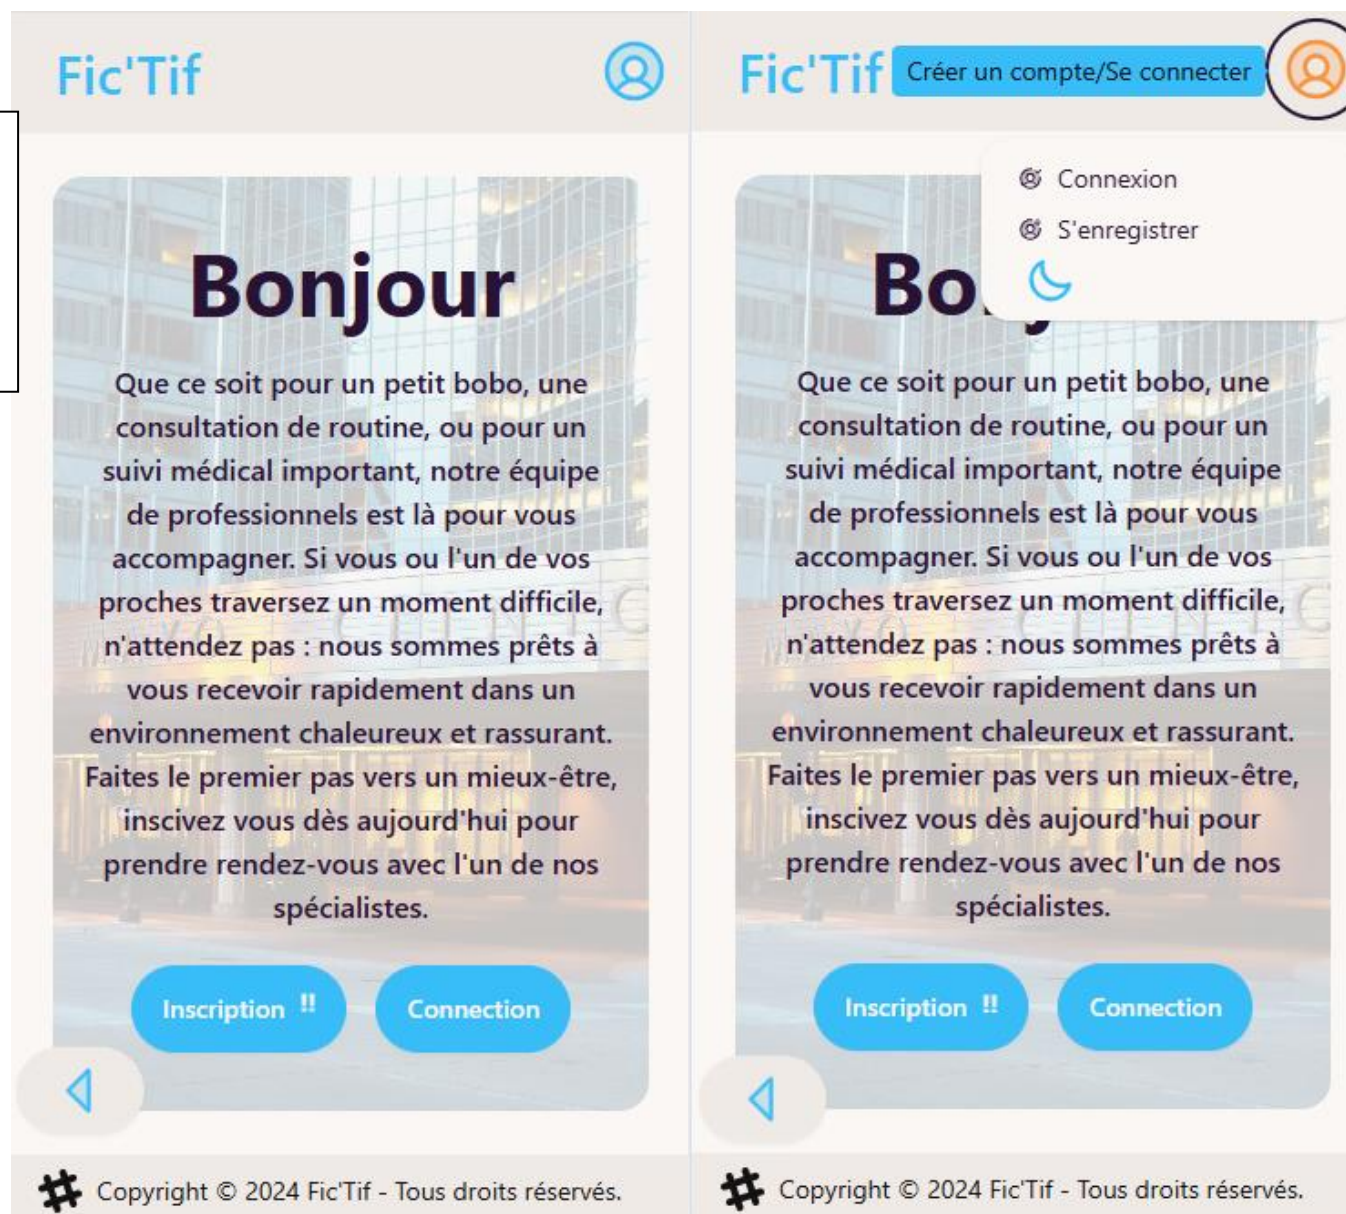 Fic'Tif
Bonjour
Que ce soit pour un petit bobo, une
consultation de routine, ou pour un
suivi médical important, notre équipe
de professionnels est là pour vous
accompagner. Si vous ou l'un de vos
proches traversez un moment difficile,
n'attendez pas : nous sommes prêts à
vous recevoir rapidement dans un
environnement chaleureux et rassurant.
Faites le premier pas vers un mieux-être,
inscivez vous dès aujourd'hui pour
prendre rendez-vous avec l'un de nos
spécialistes.
Inscription !!
Connection
Copyright © 2024 Fic'Tif - Tous droits réservés.
Fic'Tif
Créer un compte/Se connecter
Connexion
S'enregistrer
Que ce soit pour un petit bobo, une
consultation de routine, ou pour un
suivi médical important, notre équipe
de professionnels est là pour vous
accompagner. Si vous ou l'un de vos
proches traversez un moment difficile,
n'attendez pas : nous sommes prêts à
vous recevoir rapidement dans un
environnement chaleureux et rassurant.
Faites le premier pas vers un mieux-être,
inscivez vous dès aujourd'hui pour
prendre rendez-vous avec l'un de nos
spécialistes.
Inscription !!
Connection
Copyright © 2024 Fic'Tif - Tous droits réservés.